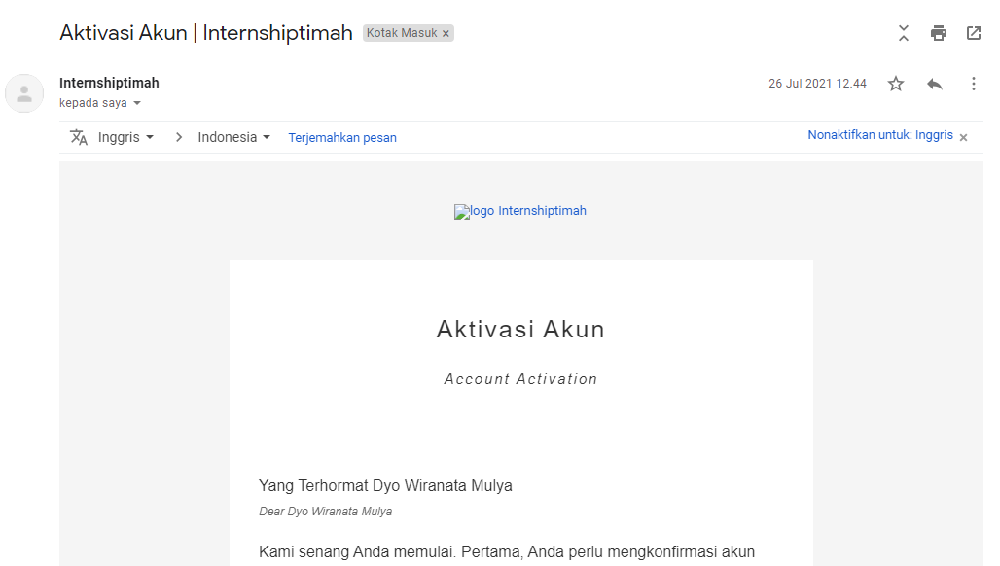 Aktivasi Akun | Internshiptimah Kotak Masuk ×
Internshiptimah 26 Jul 2021 12.44
kepada saya
Inggris > Indonesia Terjemahkan pesan Nonaktifkan untuk: Inggris ×
logo Internshiptimah
Aktivasi Akun
Account Activation
Yang Terhormat Dyo Wiranata Mulya
Dear Dyo Wiranata Mulya
Kami senang Anda memulai. Pertama, Anda perlu mengkonfirmasi akun